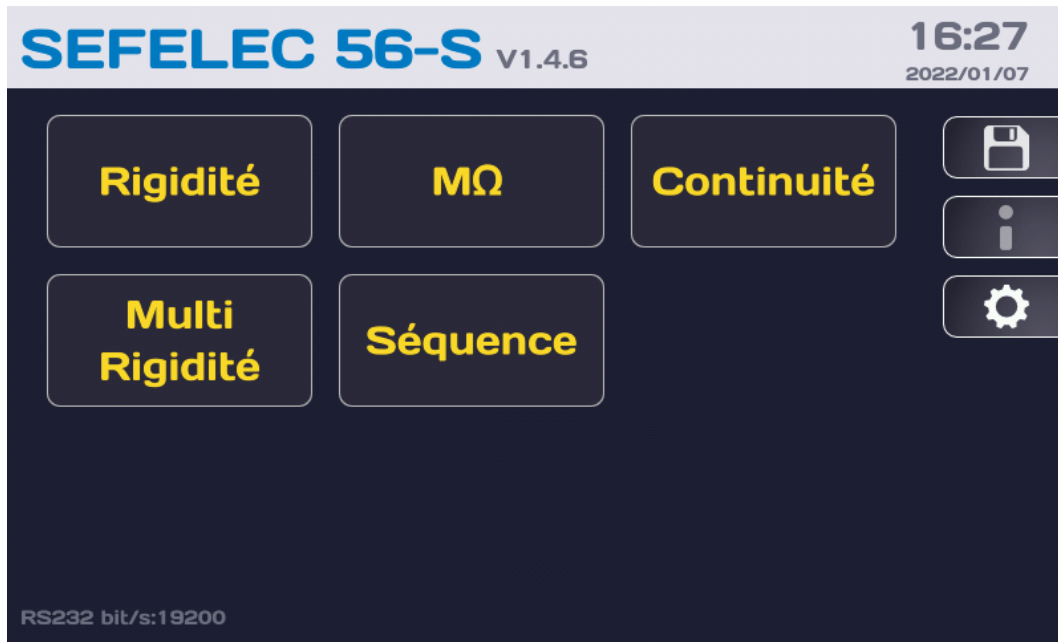 SEFELEC 56-S V1.4.6
16:27
2022/01/07
Rigidité
MΩ
Continuité
Multi
Rigidité
Séquence
RS232 bit/s:19200